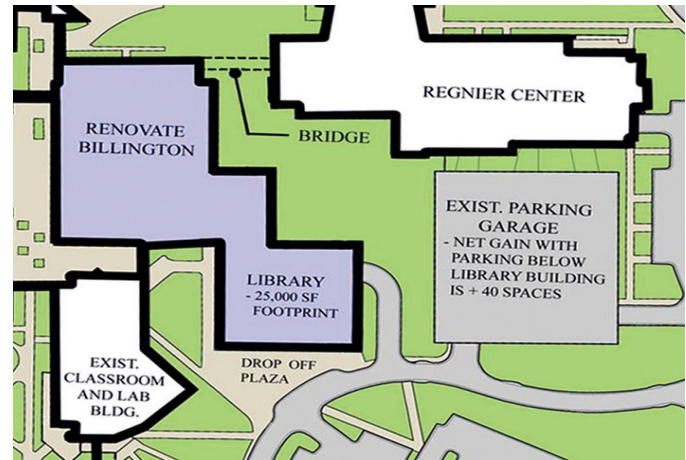 REGNIER CENTER
RENOVATE
BILLINGTON
BRIDGE
EXIST. PARKING
GARAGE
- NET GAIN WITH
PARKING BELOW
LIBRARY BUILDING
IS + 40 SPACES
LIBRARY
- 25,000 SF
FOOTPRINT
DROP OFF
PLAZA
EXIST.
CLASSROOM
AND LAB
BLDG.